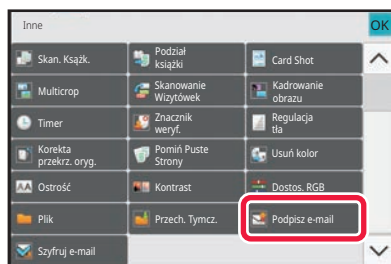 Inne
OK
Skan. Książk.
Podział
książki
Card Shot
Multicrop
Skanowanie
Wizytówek
Kadrowanie
obrazu
Timer
Znacznik
weryf.
Regulacja
tła
Korekta
przekrz. oryg.
Pomiń Puste
Strony
Usuń kolor
AA Ostrość
Kontrast
Dostos. RGB
Plik
Przech. Tymcz.
Podpisz e-mail
Szyfruj e-mail